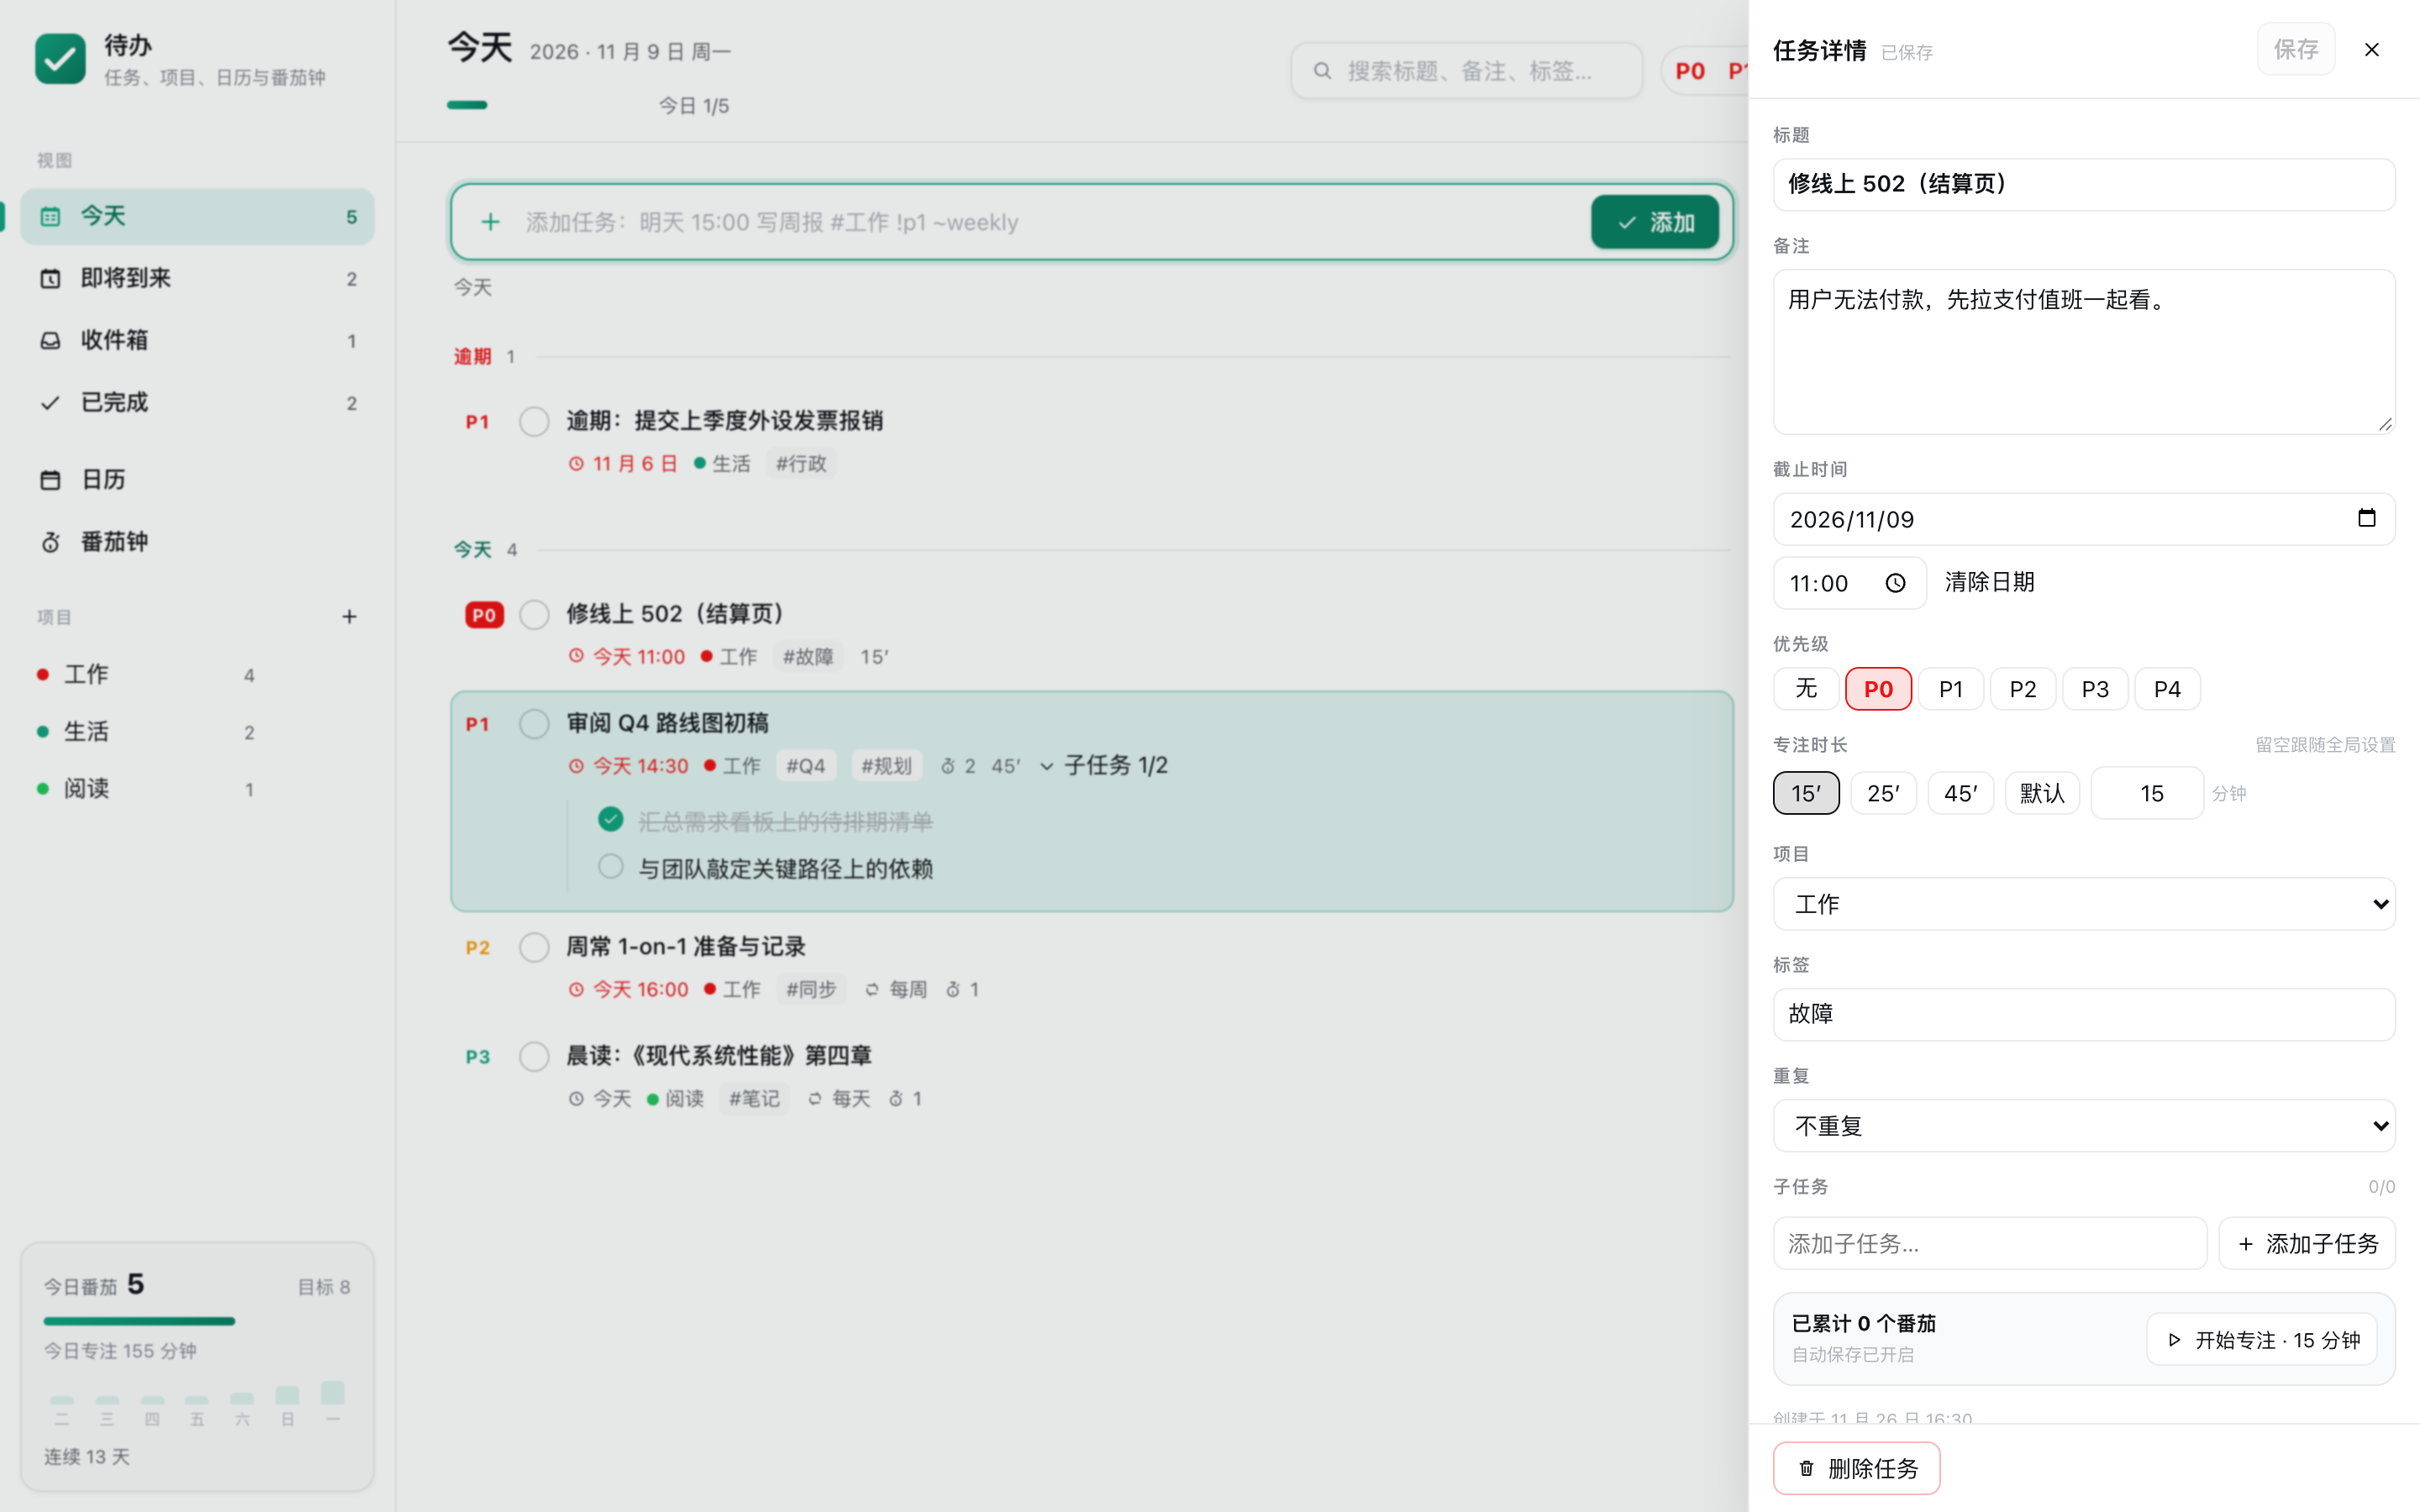 待办
任务、项目、日历与番茄钟
视图
今天 5
即将到来 2
收件箱 1
已完成 2
日历
番茄钟
项目
工作 4
生活 2
阅读 1
今日番茄 5 目标 8
今日专注 155 分钟
二 三 四 五 六 日 一
连续 13 天
今天 2026 · 11 月 9 日 周一
今日 1/5
搜索标题、备注、标签...
P0
添加任务：明天 15:00 写周报 #工作 !p1 ~weekly
添加
今天
逾期 1
P1 逾期：提交上季度外设发票报销
11 月 6 日 生活 #行政
今天 4
P0 修线上 502（结算页）
今天 11:00 工作 #故障 15′
P1 审阅 Q4 路线图初稿
今天 14:30 工作 #Q4 #规划 2 45′ 子任务 1/2
汇总需求看板上的待排期清单
与团队敲定关键路径上的依赖
P2 周常 1-on-1 准备与记录
今天 16:00 工作 #同步 每周 1
P3 晨读：《现代系统性能》第四章
今天 阅读 #笔记 每天 1
任务详情 已保存
保存
标题
修线上 502（结算页）
备注
用户无法付款，先拉支付值班一起看。
截止时间
2026/11/09
11:00 清除日期
优先级
无 P0 P1 P2 P3 P4
专注时长 留空跟随全局设置
15′ 25′ 45′ 默认 15 分钟
项目
工作
标签
故障
重复
不重复
子任务 0/0
添加子任务...
添加子任务
已累计 0 个番茄
自动保存已开启
开始专注 · 15 分钟
创建于 11 月 26 日 16:30
删除任务